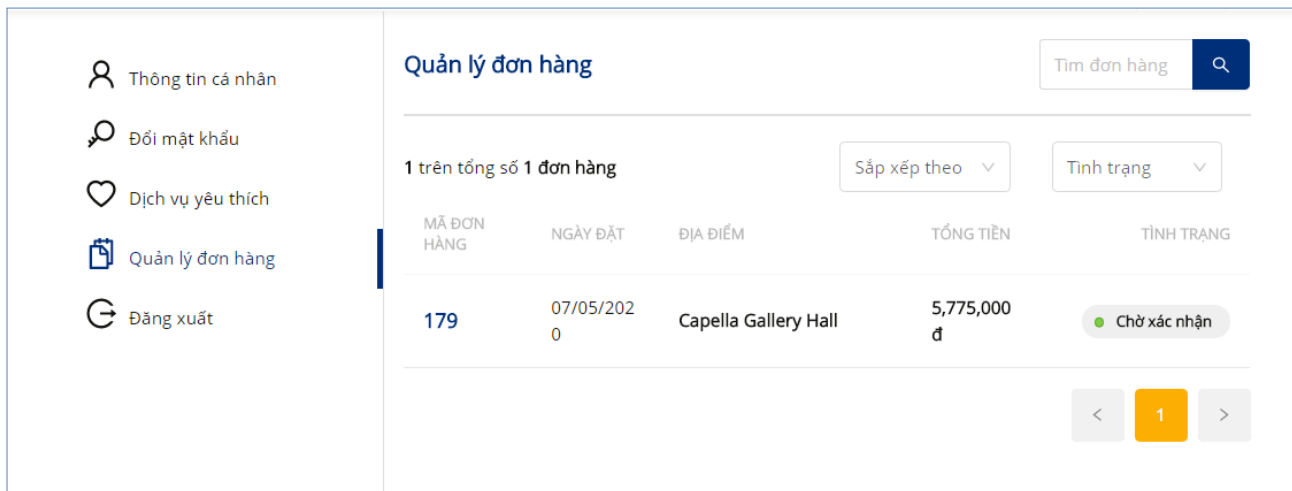 Thông tin cá nhân
Đổi mật khẩu
Dịch vụ yêu thích
Quản lý đơn hàng
Đăng xuất
Quản lý đơn hàng
Tìm đơn hàng
1 trên tổng số 1 đơn hàng
Sắp xếp theo
Tình trạng
MÃ ĐƠN
HÀNG
NGÀY ĐẶT
ĐỊA ĐIỂM
TỔNG TIỀN
TÌNH TRẠNG
179
07/05/202
0
Capella Gallery Hall
5,775,000
đ
Chờ xác nhận
< 1 >